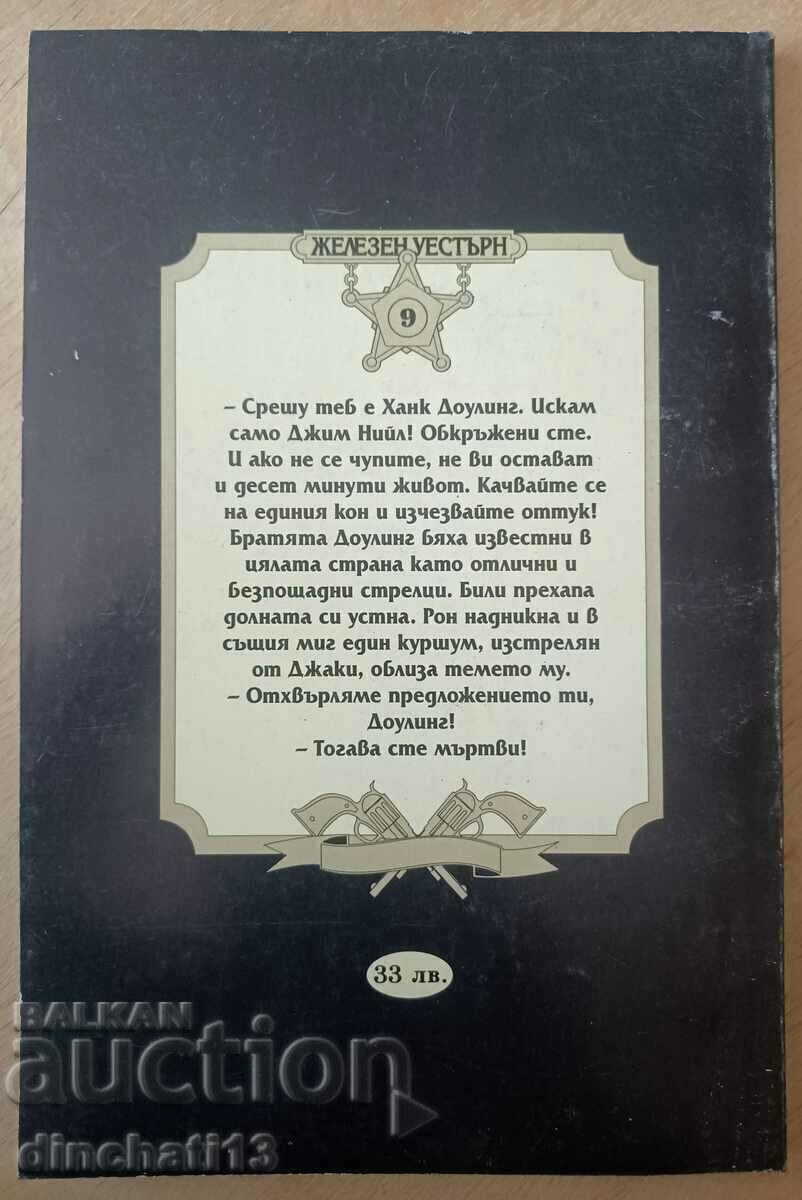 ЖЕЛЕЗЕН УЕСТЪРН
9
– Срещу теб е Ханк Доулинг. Искам
само Джим Нийл! Обкръжени сте.
И ако не се чупите, не ви остават
и десет минути живот. Качвайте се
на единия кон и изчезвайте оттук!
Братята Доулинг бяха известни в
цялата страна като отлични и
безпощадни стрелци. Били прехапа
долната си устна. Рон надникна и в
същия миг един куршум, изстрелян
от Джаки, облиза темето му.
– Отхвърляме предложението ти,
Доулинг!
– Тогава сте мъртви!
33 лв.
BALKAN
auction
dinchati13